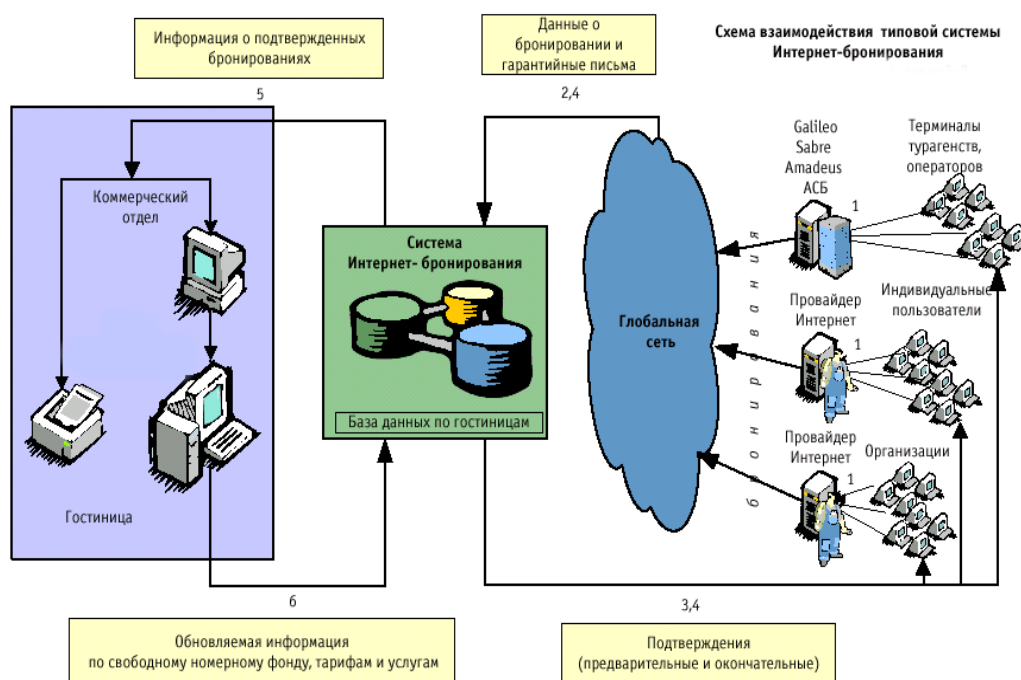 Схема взаимодействия типовой системы
Интернет-бронирования
Информация о подтвержденных
бронированиях
5
Данные о
бронировании и
гарантийные письма
2,4
Galileo
Sabre
Amadeus
АСБ
1
Терминалы
турагенств,
операторов
Коммерческий
отдел
Система
Интернет- бронирования
База данных по гостиницам
Глобальная
сеть
бронирования
Провайдер
Интернет
1
Индивидуальные
пользователи
Провайдер
Интернет
1
Организации
Гостиница
6
Обновляемая информация
по свободному номерному фонду, тарифам и услугам
3,4
Подтверждения
(предварительные и окончательные)